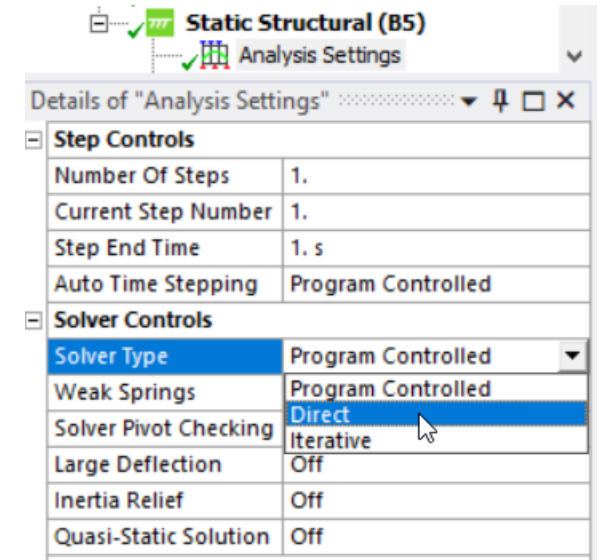 Static Structural (B5)
Analysis Settings
Details of "Analysis Settings"
Step Controls
Number Of Steps 1.
Current Step Number 1.
Step End Time 1. s
Auto Time Stepping Program Controlled
Solver Controls
Solver Type Program Controlled
Weak Springs Program Controlled
Solver Pivot Checking Direct
Iterative
Large Deflection Off
Inertia Relief Off
Quasi-Static Solution Off